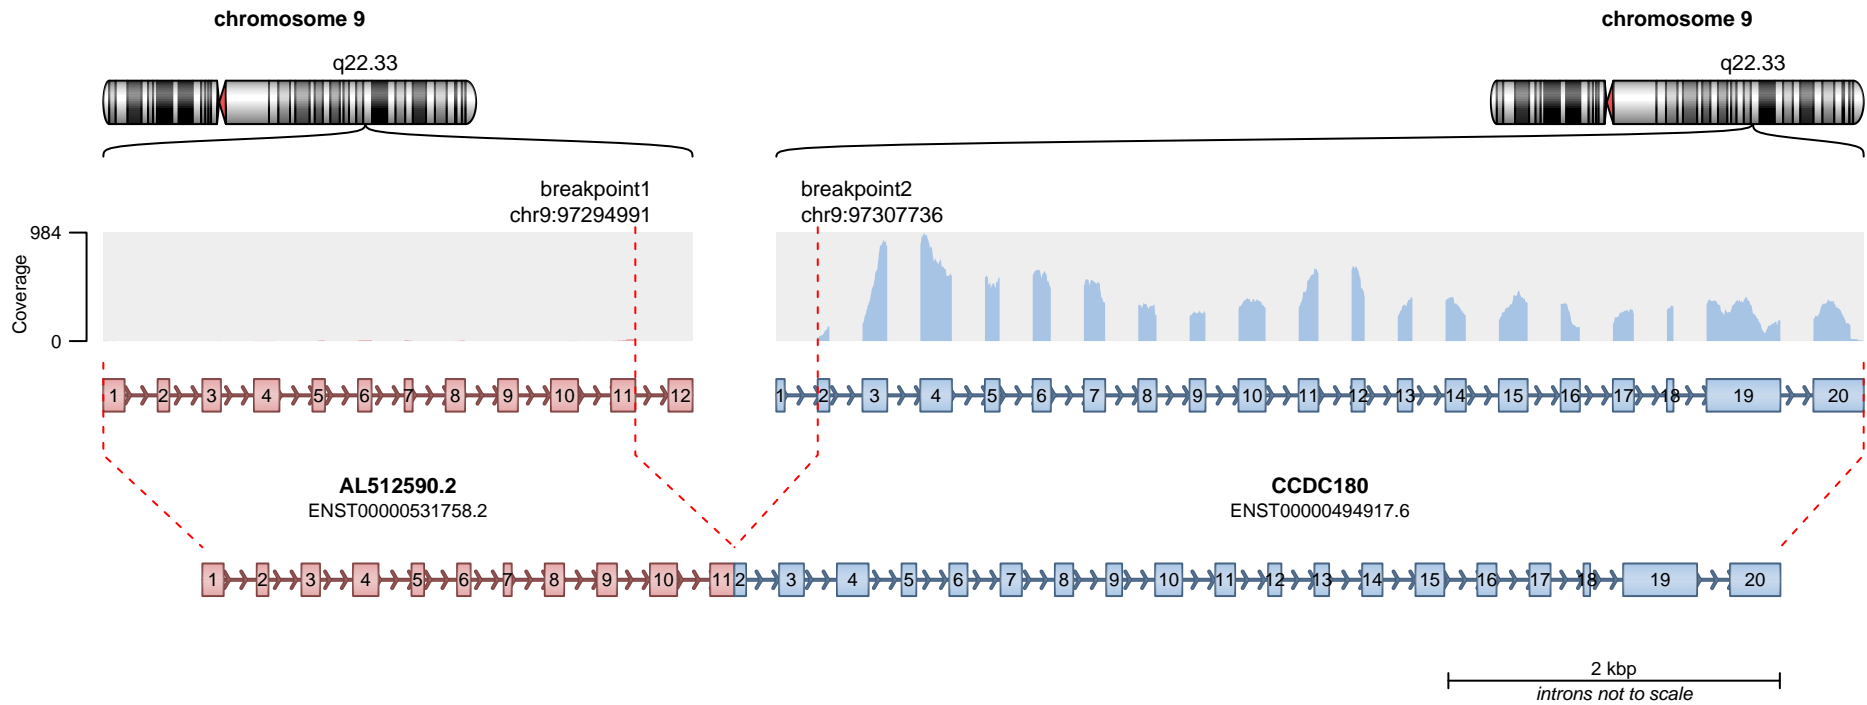 chromosome 9
chromosome 9
q22.33
q22.33
breakpoint1
chr9:97294991
breakpoint2
chr9:97307736
984
0
Coverage
1 2 3 4 5 6 7 8 9 10 11 12
1 2 3 4 5 6 7 8 9 10 11 12 13 14 15 16 17 18 19 20
AL512590.2
ENST00000531758.2
CCDC180
ENST00000494917.6
1 2 3 4 5 6 7 8 9 10 11 2 3 4 5 6 7 8 9 10 11 12 13 14 15 16 17 18 19 20
2 kbp
introns not to scale